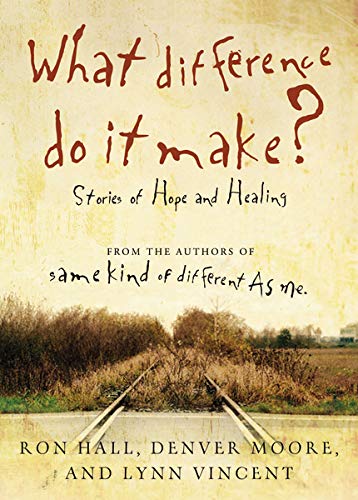 What difference
do it make?
Stories of Hope and Healing
FROM THE AUTHORS OF
same kind of different As me.
RON HALL, DENVER MOORE,
AND LYNN VINCENT